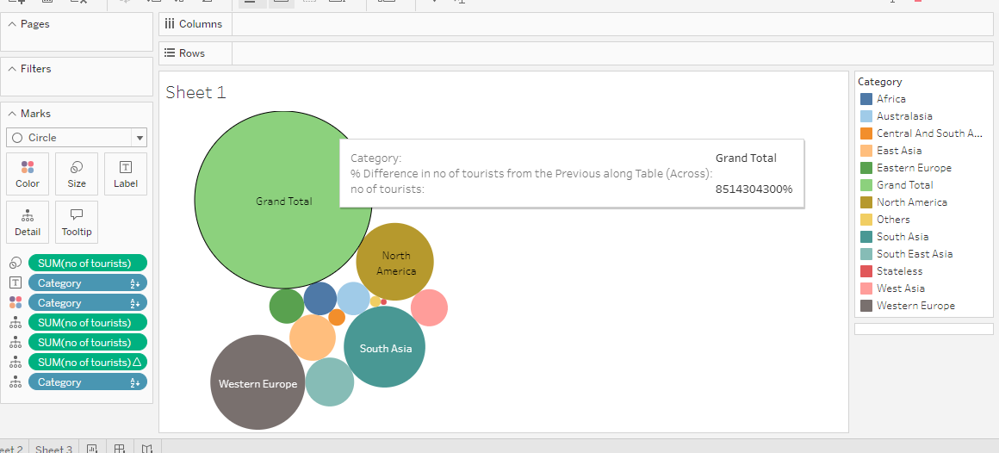 Pages
Columns
Rows
Filters
Marks
Circle
Color
Size
Label
Detail
Tooltip
SUM(no of tourists)
Category
Category
SUM(no of tourists)
SUM(no of tourists)
SUM(no of tourists)
Category
Sheet 1
Grand Total
Category:
Grand Total
% Difference in no of tourists from the Previous along Table (Across):
no of tourists:
8514304300%
North
America
South Asia
Western Europe
Category
Africa
Australasia
Central And South A...
East Asia
Eastern Europe
Grand Total
North America
Others
South Asia
South East Asia
Stateless
West Asia
Western Europe
eet 2
Sheet 3